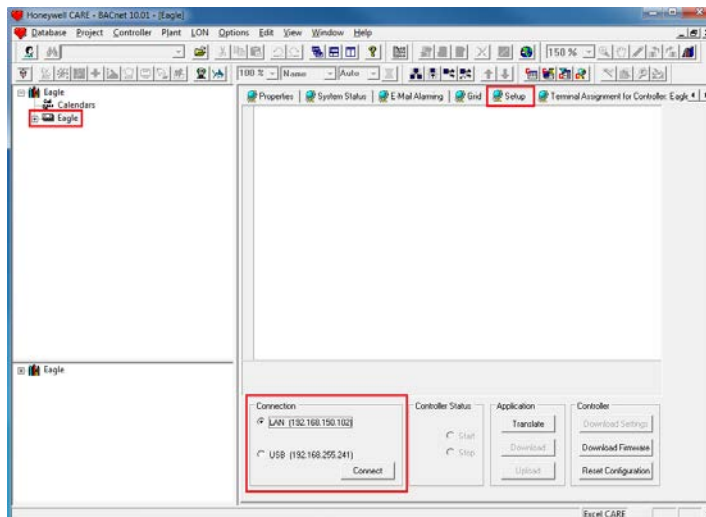 Honeywell CARE - BACnet 10.01 - [Eagle]
Database Project Controller Plant LON Options Edit View Window Help
150 %
100 % Name Auto
Eagle
Calendars
Eagle
Properties System Status E-Mail Alarming Grid Setup Terminal Assignment for Controller: Eagle
Eagle
Connection
LAN (192.168.150.102)
USB (192.168.255.241)
Connect
Controller Status
Start
Stop
Application
Translate
Download
Upload
Controller
Download Settings
Download Firmware
Reset Configuration
Excel CARE